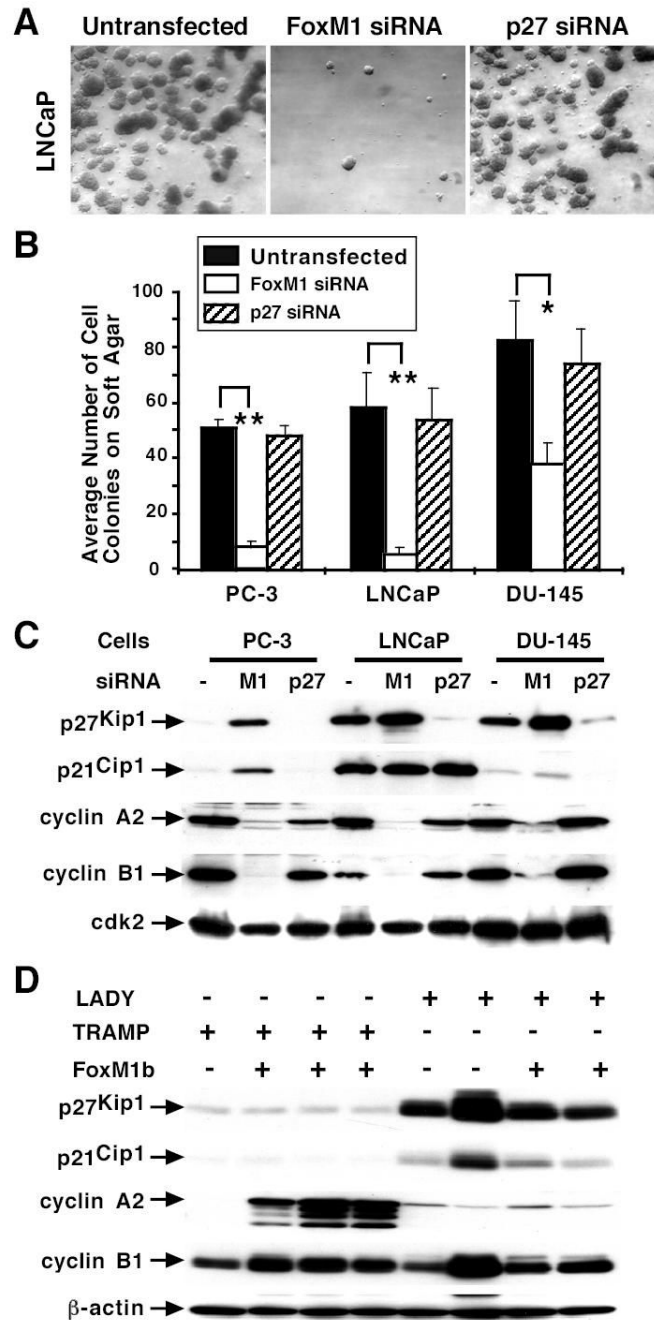 A Untransfected FoxM1 siRNA p27 siRNA
LNCaP
B
Untransfected
FoxM1 siRNA
p27 siRNA
Average Number of Cell
Colonies on Soft Agar
100
80
60
40
20
0
** ** *
PC-3 LNCaP DU-145
C Cells PC-3 LNCaP DU-145
siRNA - M1 p27 - M1 p27 - M1 p27
p27Kip1
p21Cip1
cyclin A2
cyclin B1
cdk2
D
LADY - - - - + + + +
TRAMP + + + + - - - -
FoxM1b - + + + - - + +
p27Kip1
p21Cip1
cyclin A2
cyclin B1
β-actin